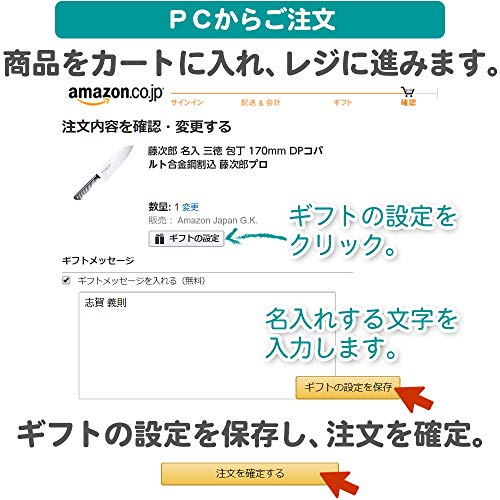 PCからご注文
商品をカートに入れ、レジに進みます。
amazon.co.jp
サインイン 配送 & 会計 ギフト 確認
注文内容を確認・変更する
藤次郎 名入 三徳 包丁 170mm DPコバ
ルト合金鋼割込 藤次郎プロ
数量: 1 変更
販売: Amazon Japan G.K.
ギフトの設定
ギフトの設定を
クリック。
ギフトメッセージ
ギフトメッセージを入れる(無料)
志賀 義則
名入れする文字を
入力します。
ギフトの設定を保存
ギフトの設定を保存し、注文を確定。
注文を確定する